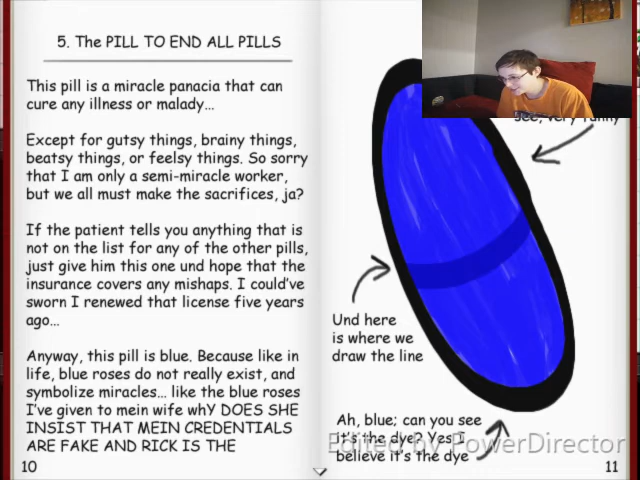 5. The PILL TO END ALL PILLS
This pill is a miracle panacia that can
cure any illness or malady...
Except for gutsy things, brainy things,
beatsy things, or feelsy things. So sorry
that I am only a semi-miracle worker,
but we all must make the sacrifices, ja?
If the patient tells you anything that is
not on the list for any of the other pills,
just give him this one und hope that the
insurance covers any mishaps. I could've
sworn I renewed that license five years
ago...
Anyway, this pill is blue. Because like in
life, blue roses do not really exist, and
symbolize miracles... like the blue roses
I've given to mein wife whY DOES SHE
INSIST THAT MEIN CREDENTIALS
ARE FAKE AND RICK IS THE
10
see, very funny
Und here
is where we
draw the line
Ah, blue; can you see
it's the dye? Yes, I
believe it's the dye
Edited by PowerDirector
11